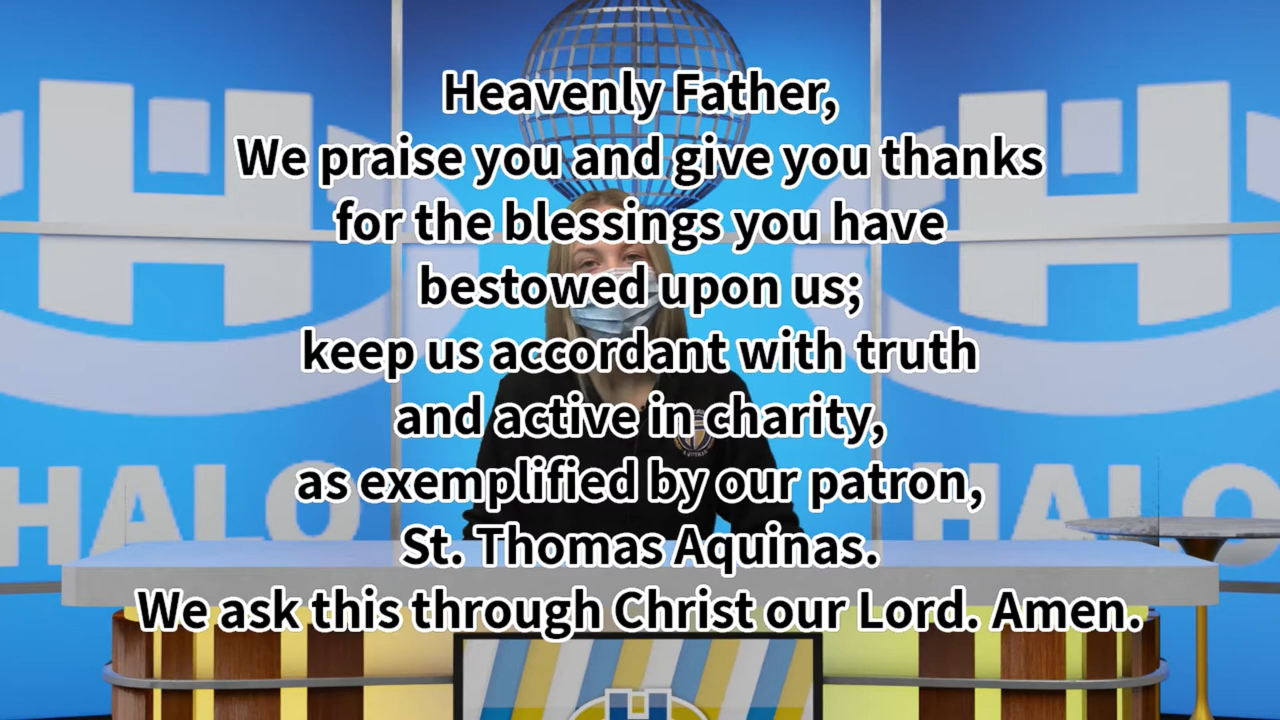 Heavenly Father,
We praise you and give you thanks
for the blessings you have
bestowed upon us;
keep us accordant with truth
and active in charity,
as exemplified by our patron,
St. Thomas Aquinas.
We ask this through Christ our Lord. Amen.
HALO
HALO